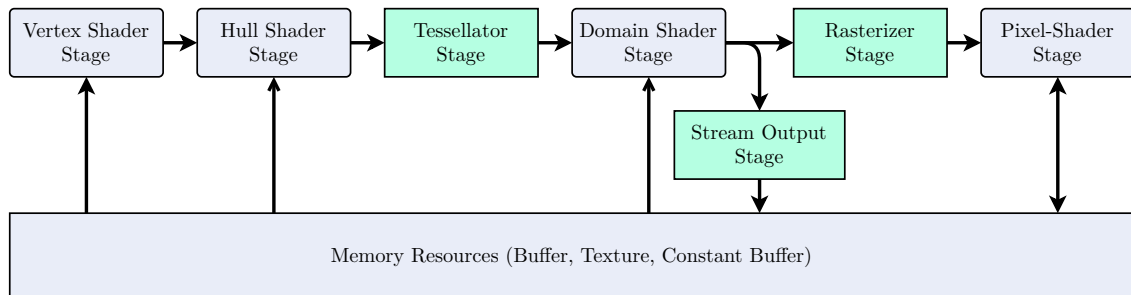 Vertex Shader
Stage
Hull Shader
Stage
Tessellator
Stage
Domain Shader
Stage
Rasterizer
Stage
Pixel-Shader
Stage
Stream Output
Stage
Memory Resources (Buffer, Texture, Constant Buffer)